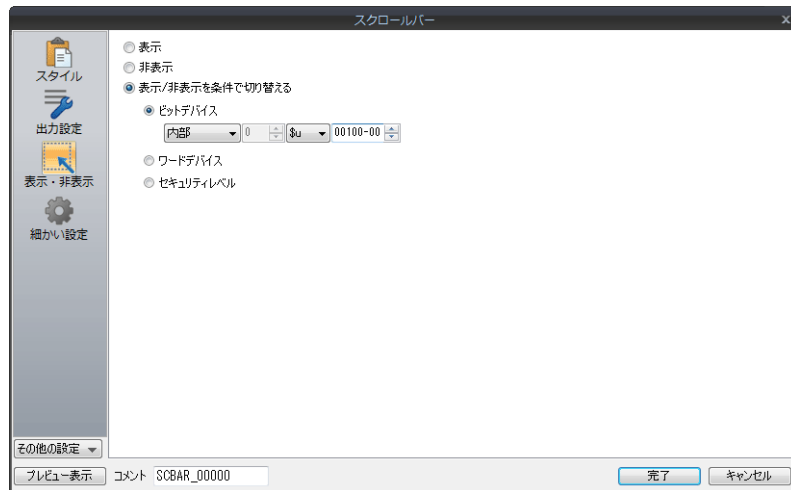 スクロールバー
x
スタイル
出力設定
表示・非表示
細かい設定
その他の設定
表示
非表示
表示/非表示を条件で切り替える
ビットデバイス
内部 0 $u 00100-00
ワードデバイス
セキュリティレベル
プレビュー表示 コメント SCBAR_00000 完了 キャンセル